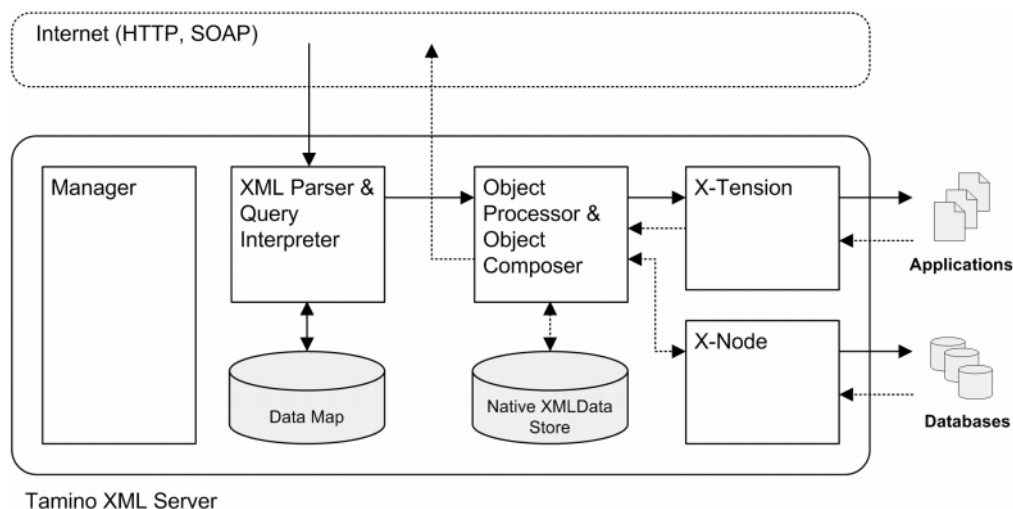 Internet (HTTP, SOAP)
Manager
XML Parser &
Query
Interpreter
Object
Processor &
Object
Composer
X-Tension
Applications
X-Node
Data Map
Native XMLData
Store
Databases
Tamino XML Server